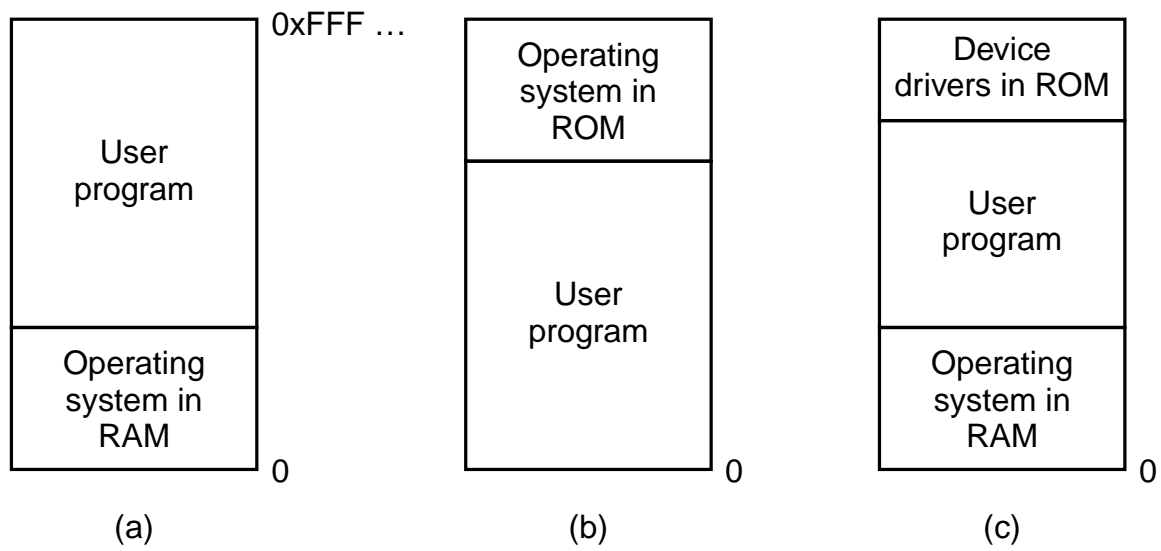 0xFFF …
User
program
Operating
system in
RAM
0
(a)
Operating
system in
ROM
User
program
0
(b)
Device
drivers in ROM
User
program
Operating
system in
RAM
0
(c)